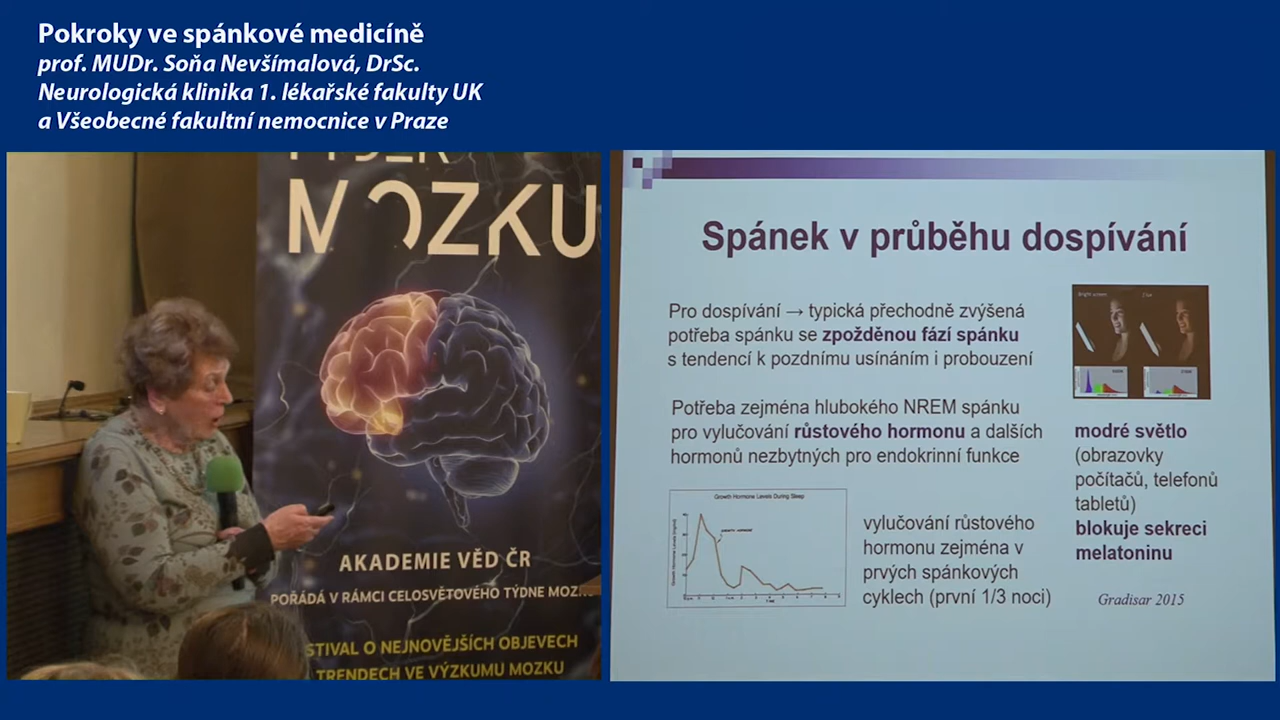 Pokroky ve spánkové medicíně
prof. MUDr. Soňa Nevšímalová, DrSc.
Neurologická klinika 1. lékařské fakulty UK
a Všeobecné fakultní nemocnice v Praze
MOZKU
AKADEMIE VĚD ČR
POŘÁDÁ V RÁMCI CELOSVĚTOVÉHO TÝDNE
STIVAL O NEJNOVĚJŠÍCH OBJEVECH
TRENDECH VE VÝZKUMU MOZKU
Spánek v průběhu dospívání
Pro dospívání → typická přechodně zvýšená
potřeba spánku se zpožděnou fází spánku
s tendencí k pozdnímu usínáním i probouzení
Potřeba zejména hlubokého NREM spánku
pro vylučování růstového hormonu a dalších
hormonů nezbytných pro endokrinní funkce
Growth Hormone Levels During Sleep
vylučování růstového
hormonu zejména v
prvých spánkových
cyklech (první 1/3 noci)
Bright screen
modré světlo
(obrazovky
počítačů, telefonů
tabletů)
blokuje sekreci
melatoninu
Gradisar 2015